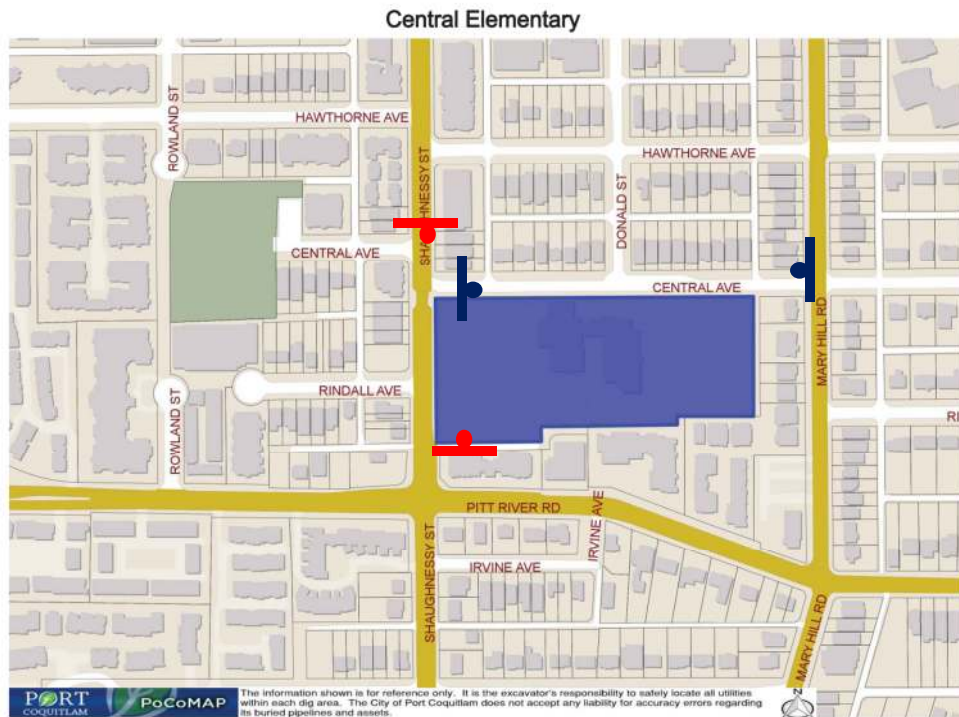 Central Elementary
ROWLAND ST
HAWTHORNE AVE
SHAUGHNESSY ST
HAWTHORNE AVE
DONALD ST
CENTRAL AVE
CENTRAL AVE
MARY HILL RD
RINDALL AVE
ROWLAND ST
RI
PITT RIVER RD
IRVINE AVE
IRVINE AVE
SHAUGHNESSY ST
MARY HILL RD
PORT
COQUITLAM
PoCoMAP
The information shown is for reference only. It is the excavator's responsibility to safely locate all utilities
within each dig area. The City of Port Coquitlam does not accept any liability for accuracy errors regarding
its buried pipelines and assets.
N